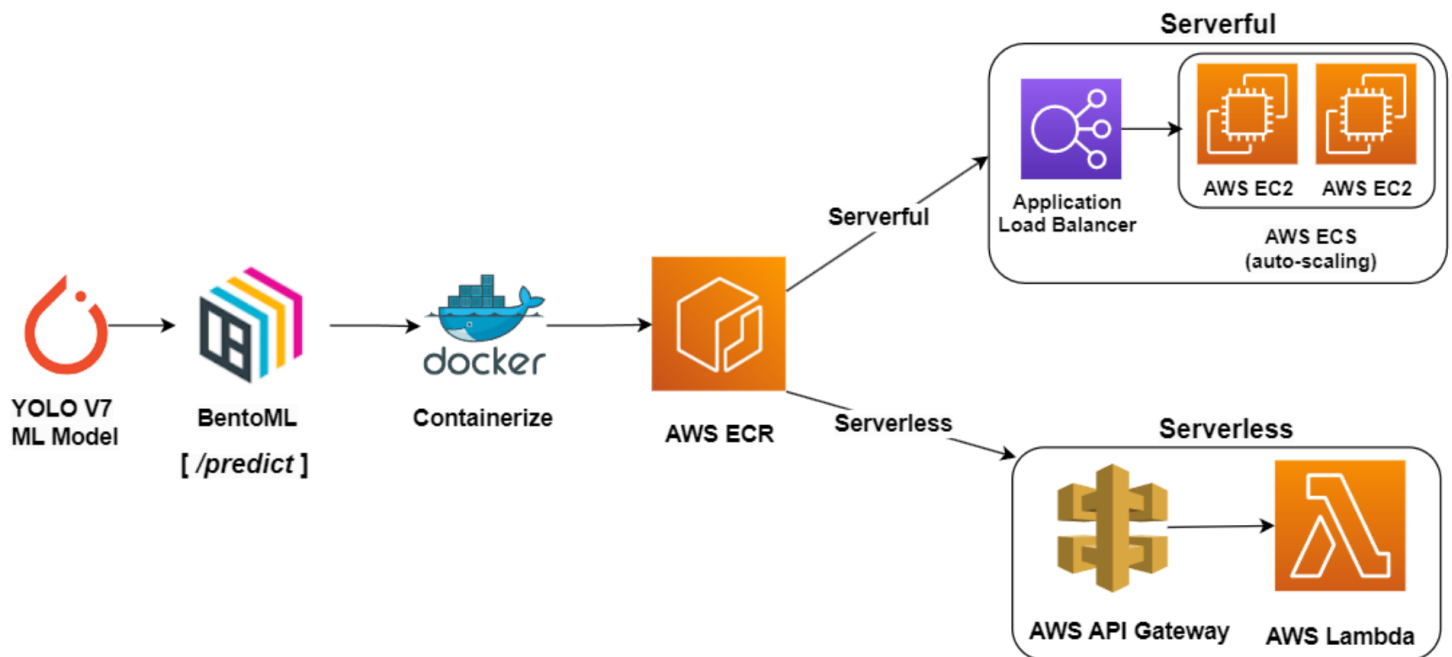 Serverful
AWS EC2
AWS EC2
Application
Load Balancer
AWS ECS
(auto-scaling)
Serverful
YOLO V7
ML Model
BentoML
[ /predict ]
docker
Containerize
AWS ECR
Serverless
Serverless
AWS API Gateway
AWS Lambda